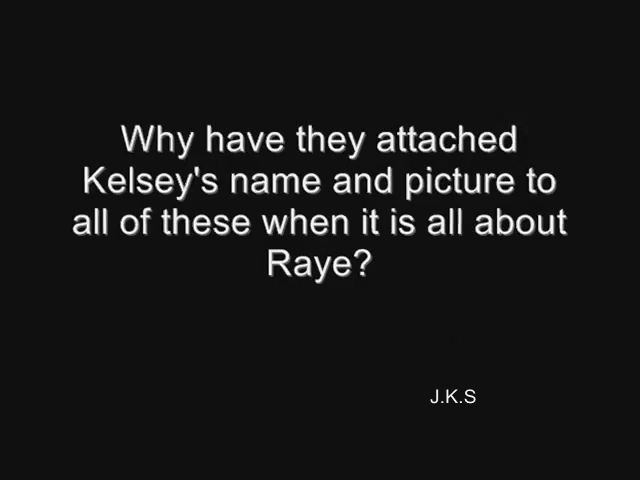 Why have they attached
Kelsey's name and picture to
all of these when it is all about
Raye?
J.K.S